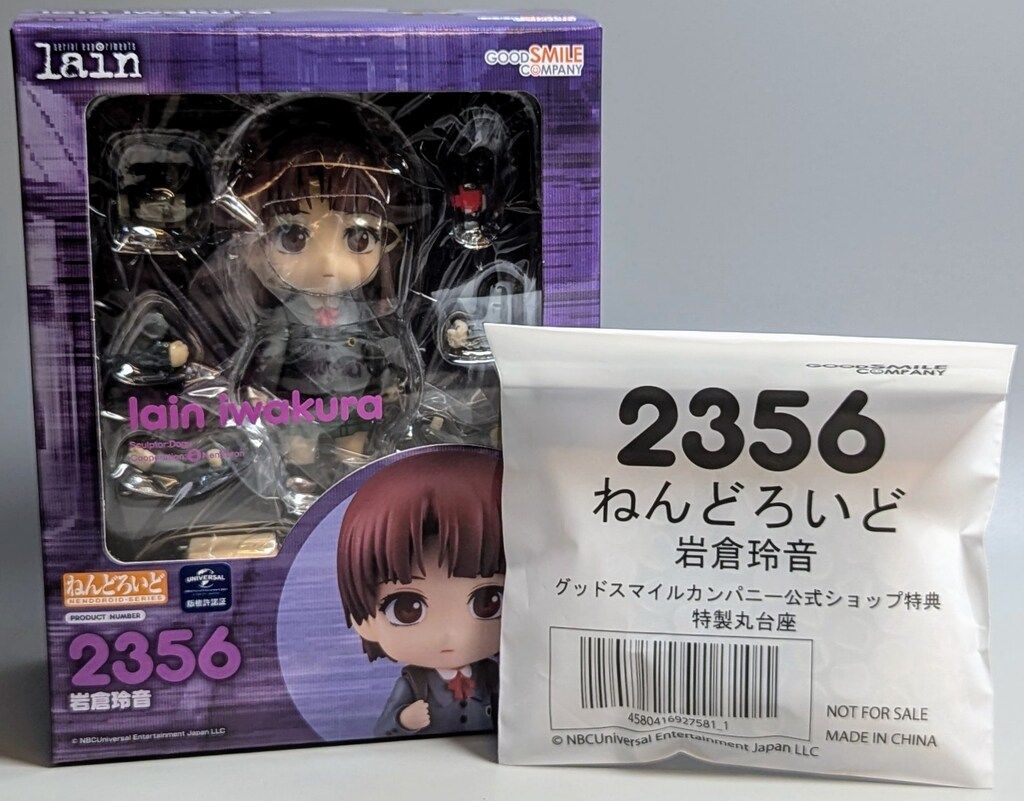 serial experiments
lain
GOOD SMILE
COMPANY
lain iwakura
ねんどろいど
NENDOROID-SERIES
UNIVERSAL
版権許諾証
PRODUCT NUMBER
2356
岩倉玲音
© NBCUniversal Entertainment Japan LLC
GOOD SMILE
COMPANY
2356
ねんどろいど
岩倉玲音
グッドスマイルカンパニー公式ショップ特典
特製丸台座
4580416927581_1
NOT FOR SALE
MADE IN CHINA
© NBCUniversal Entertainment Japan LLC